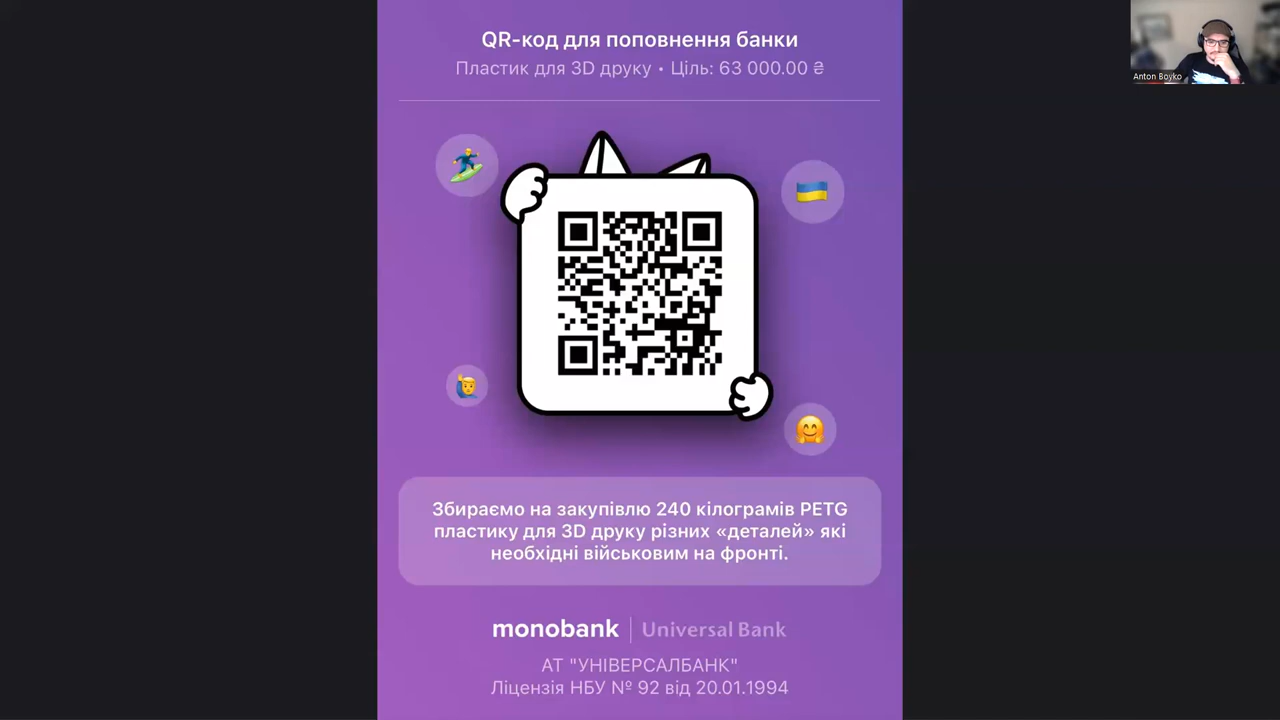 QR-код для поповнення банки
Пластик для 3D друку • Ціль: 63 000.00 ₴
Anton Boyko
Збираємо на закупівлю 240 кілограмів PETG
пластику для 3D друку різних «деталей» які
необхідні військовим на фронті.
monobank | Universal Bank
АТ "УНІВЕРСАЛБАНК"
Ліцензія НБУ № 92 від 20.01.1994